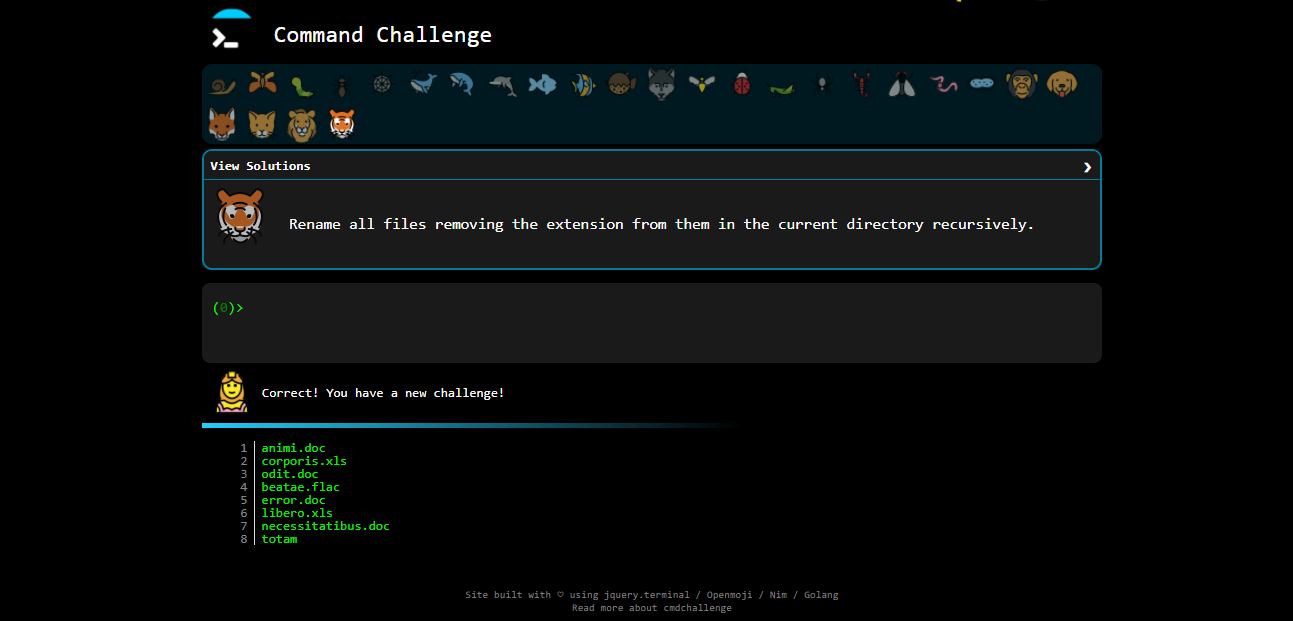 Command Challenge
View Solutions
Rename all files removing the extension from them in the current directory recursively.
(0)>
Correct! You have a new challenge!
1 animi.doc
2 corporis.xls
3 odit.doc
4 beatae.flac
5 error.doc
6 libero.xls
7 necessitatibus.doc
8 totam
Site built with ♡ using jquery.terminal / Openmoji / Nim / Golang
Read more about cmdchallenge